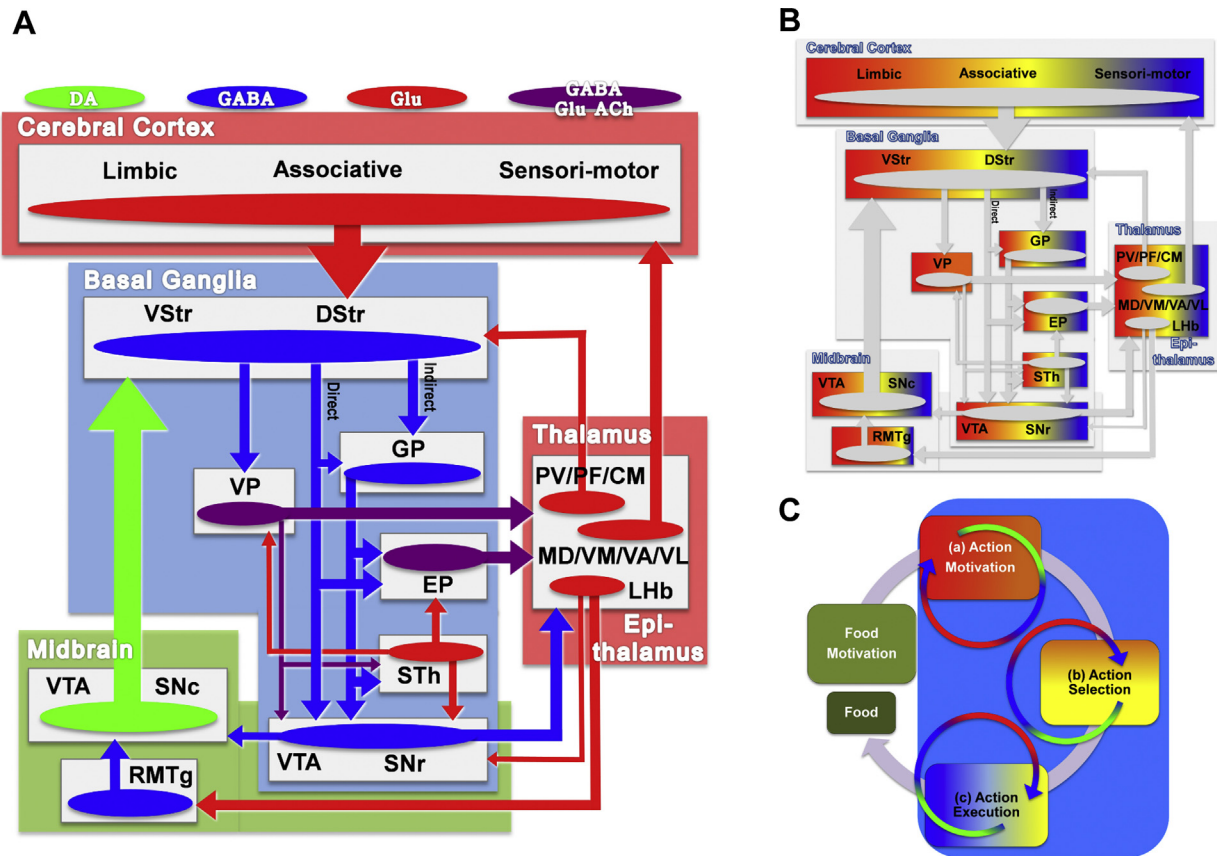 A
DA
GABA
Glu
GABA
Glu ACh
Cerebral Cortex
Limbic
Associative
Sensori-motor
Basal Ganglia
VStr
DStr
Direct
Indirect
GP
VP
EP
STh
Thalamus
PV/PF/CM
MD/VM/VA/VL
LHb
Epi-
thalamus
Midbrain
VTA
SNc
RMTg
VTA
SNr
B
Cerebral Cortex
Limbic
Associative
Sensori-motor
Basal Ganglia
VStr
DStr
Direct
Indirect
GP
VP
EP
STh
Thalamus
PV/PF/CM
MD/VM/VA/VL
LHb
Epi-
thalamus
Midbrain
VTA
SNc
RMTg
VTA
SNr
C
(a) Action
Motivation
Food
Motivation
(b) Action
Selection
Food
(c) Action
Execution